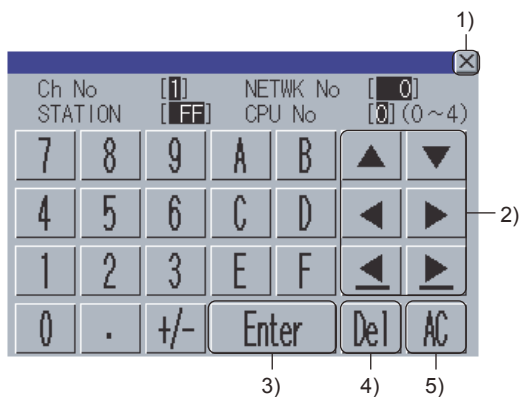 1)
×
Ch No [1] NETWK No [ 0]
STATION [ FF] CPU No [0] (0~4)
7 8 9 A B ▲ ▼
4 5 6 C D ◀ ▶ 2)
1 2 3 E F ◀ ▶
0 . +/- Enter Del AC
3) 4) 5)